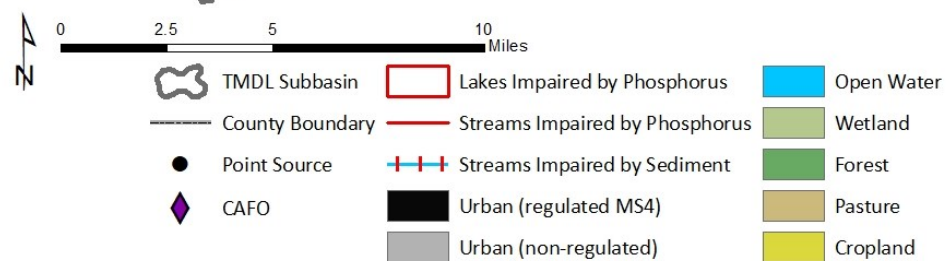 0 2.5 5 10
Miles
N
TMDL Subbasin
County Boundary
Point Source
CAFO
Lakes Impaired by Phosphorus
Streams Impaired by Phosphorus
Streams Impaired by Sediment
Urban (regulated MS4)
Urban (non-regulated)
Open Water
Wetland
Forest
Pasture
Cropland